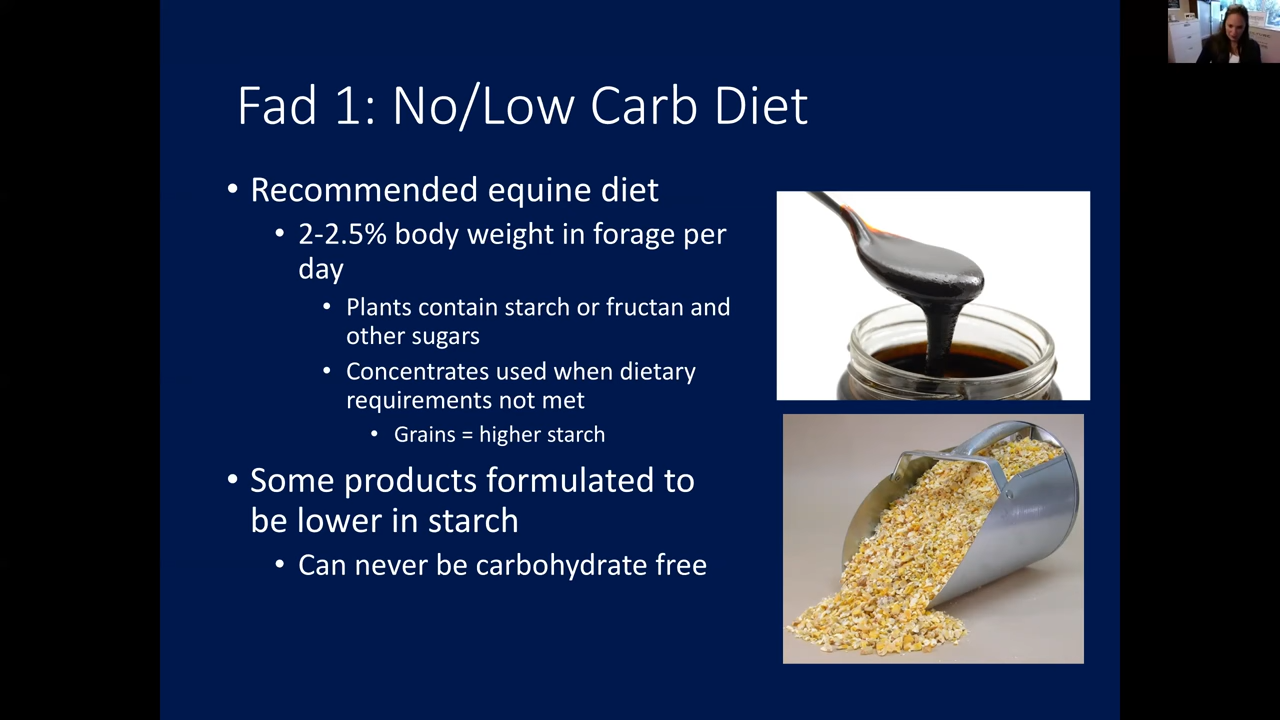 Fad 1: No/Low Carb Diet
• Recommended equine diet
• 2-2.5% body weight in forage per
day
• Plants contain starch or fructan and
other sugars
• Concentrates used when dietary
requirements not met
• Grains = higher starch
• Some products formulated to
be lower in starch
• Can never be carbohydrate free